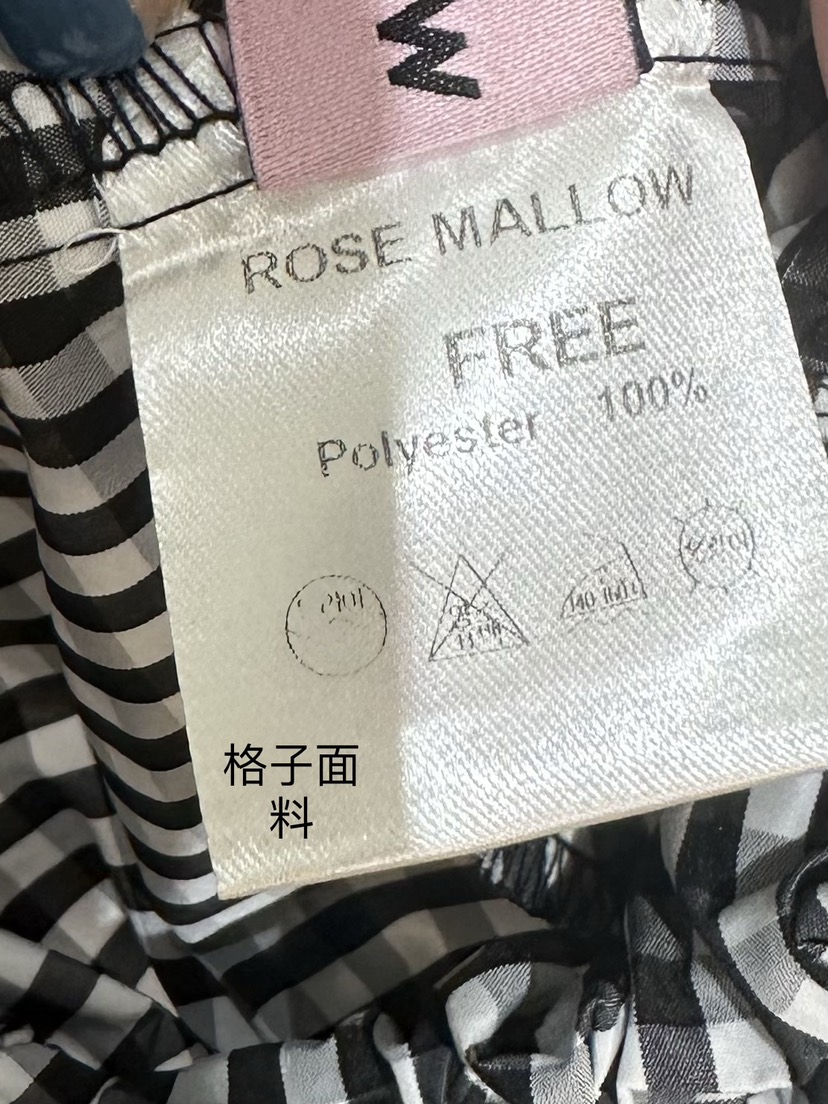 W
ROSE MALLOW
FREE
Polyester 100%
格子面
料